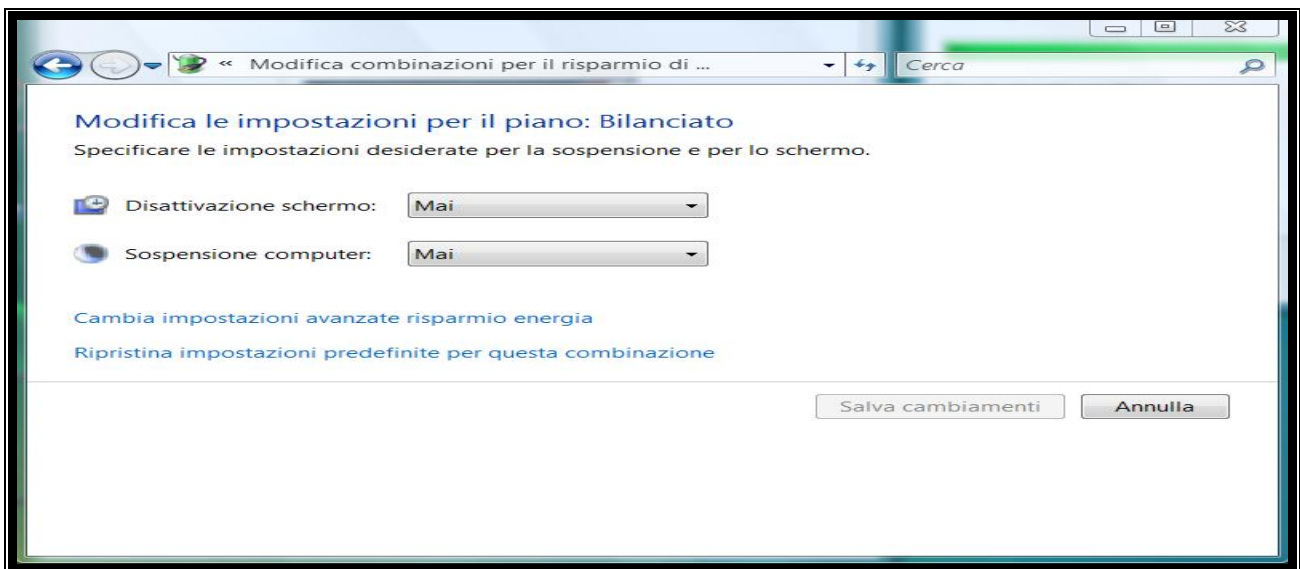 « Modifica combinazioni per il risparmio di ...
Cerca
Modifica le impostazioni per il piano: Bilanciato
Specificare le impostazioni desiderate per la sospensione e per lo schermo.
Disattivazione schermo: Mai
Sospensione computer: Mai
Cambia impostazioni avanzate risparmio energia
Ripristina impostazioni predefinite per questa combinazione
Salva cambiamenti Annulla